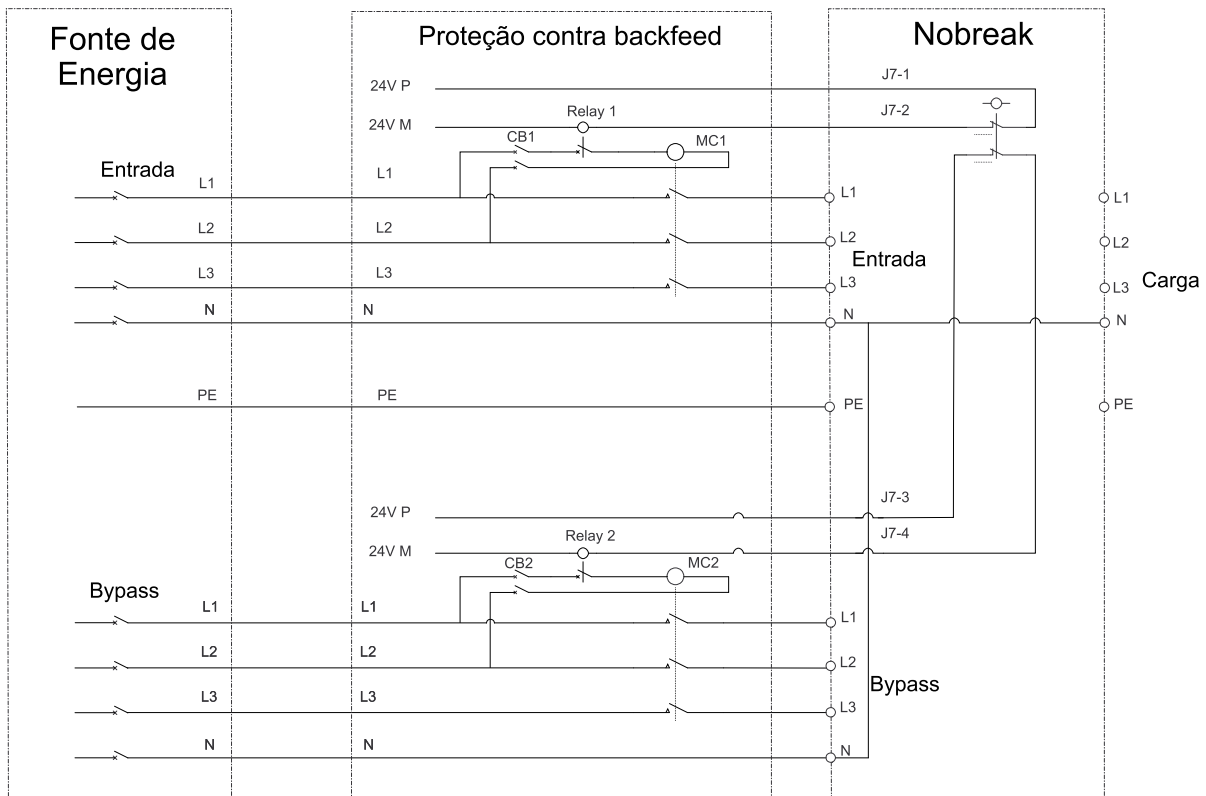 Fonte de
Energia
Proteção contra backfeed
Nobreak
24V P
J7-1
24V M
Relay 1
J7-2
CB1
MC1
Entrada
L1
L1
L1
L1
L2
L2
L2
L2
Entrada
L3
L3
L3
L3
Carga
N
N
N
N
PE
PE
PE
PE
24V P
J7-3
24V M
Relay 2
J7-4
CB2
MC2
Bypass
L1
L1
L1
L2
L2
L2
Bypass
L3
L3
L3
N
N
N